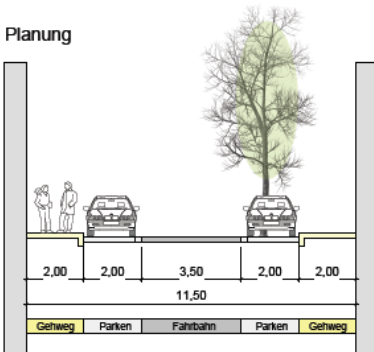 Planung
2,00 2,00 3,50 2,00 2,00
11,50
Gehweg Parken Fahrbahn Parken Gehweg